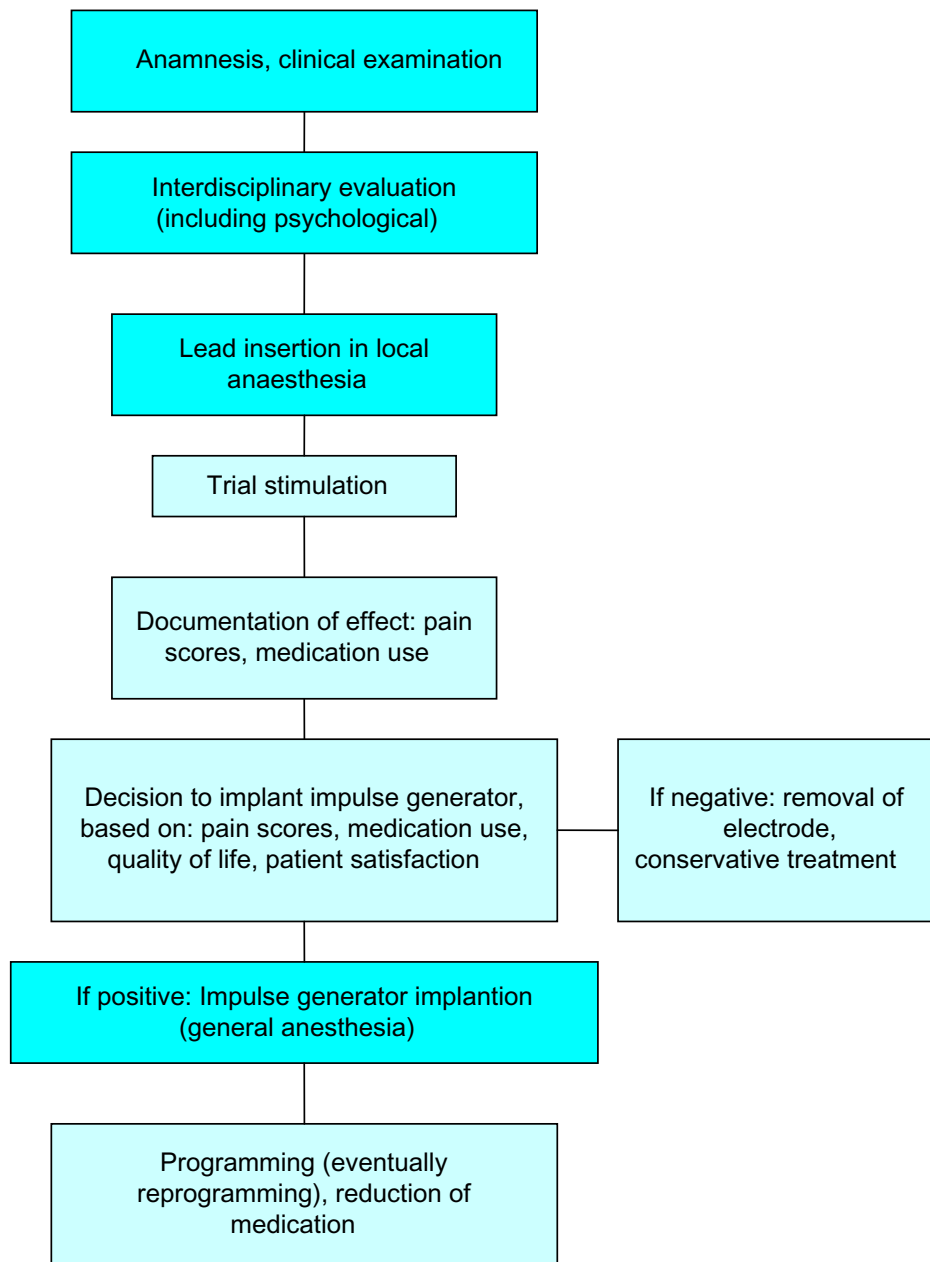 Anamnesis, clinical examination
Interdisciplinary evaluation
(including psychological)
Lead insertion in local
anaesthesia
Trial stimulation
Documentation of effect: pain
scores, medication use
Decision to implant impulse generator,
based on: pain scores, medication use,
quality of life, patient satisfaction
If negative: removal of
electrode,
conservative treatment
If positive: Impulse generator implantion
(general anesthesia)
Programming (eventually
reprogramming), reduction of
medication